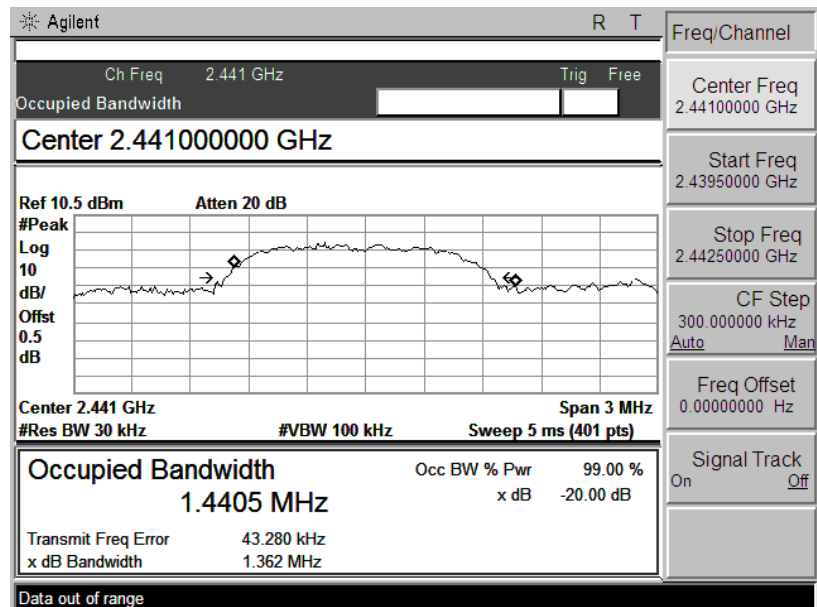 Agilent R T
Freq/Channel
Ch Freq 2.441 GHz Trig Free
Occupied Bandwidth
Center 2.441000000 GHz
Center Freq
2.44100000 GHz
Start Freq
2.43950000 GHz
Ref 10.5 dBm Atten 20 dB
#Peak
Log
10
dB/
Offst
0.5
dB
Stop Freq
2.44250000 GHz
CF Step
300.000000 kHz
Auto Man
Freq Offset
0.00000000 Hz
Center 2.441 GHz Span 3 MHz
#Res BW 30 kHz #VBW 100 kHz Sweep 5 ms (401 pts)
Signal Track
On Off
Occupied Bandwidth Occ BW % Pwr 99.00 %
1.4405 MHz x dB -20.00 dB
Transmit Freq Error 43.280 kHz
x dB Bandwidth 1.362 MHz
Data out of range